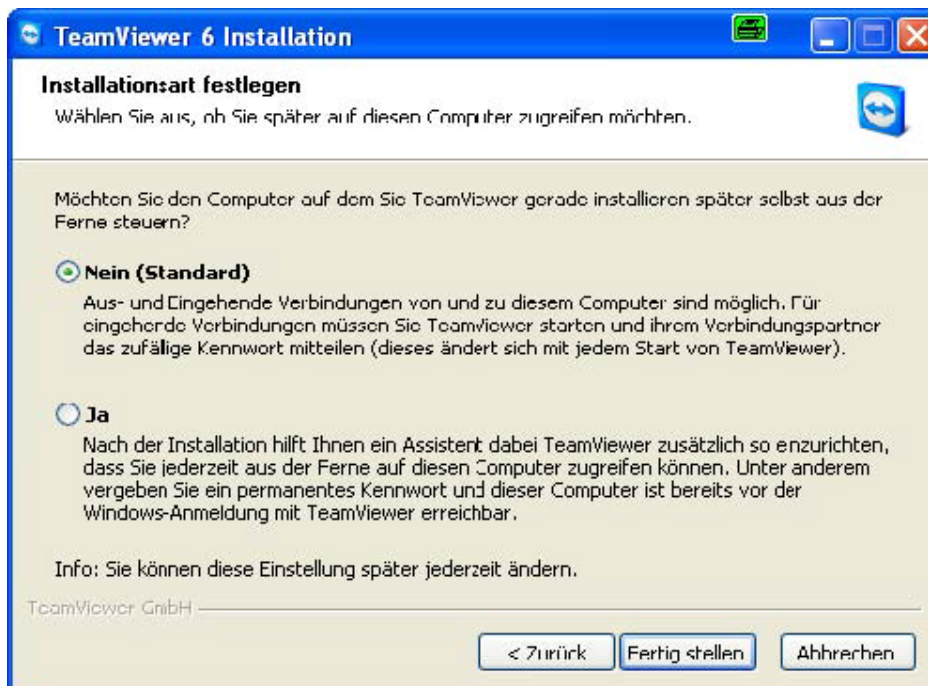 TeamViewer 6 Installation
Installationsart festlegen
Wählen Sie aus, ob Sie später auf diesen Computer zugreifen möchten.
Möchten Sie den Computer auf dem Sie TeamViewer gerade installieren später selbst aus der
Ferne steuern?
Nein (Standard)
Aus- und Eingehende Verbindungen von und zu diesem Computer sind möglich. Für
eingehende Verbindungen müssen Sie TeamViewer starten und ihrem Verbindungspartner
das zufälige Kennwort mitteilen (dieses ändert sich mit jedem Start von TeamViewer).
Ja
Nach der Installation hilft Ihnen ein Assistent dabei TeamViewer zusätzlich so enzurichten,
dass Sie jederzeit aus der Ferne auf diesen Computer zugreifen können. Unter anderem
vergeben Sie ein permanentes Kennwort und dieser Computer ist bereits vor der
Windows-Anmeldung mit TeamViewer erreichbar.
Info: Sie können diese Einstellung später jederzeit ändern.
TeamViewer GmbH
< Zurück
Fertig stellen
Abbrechen